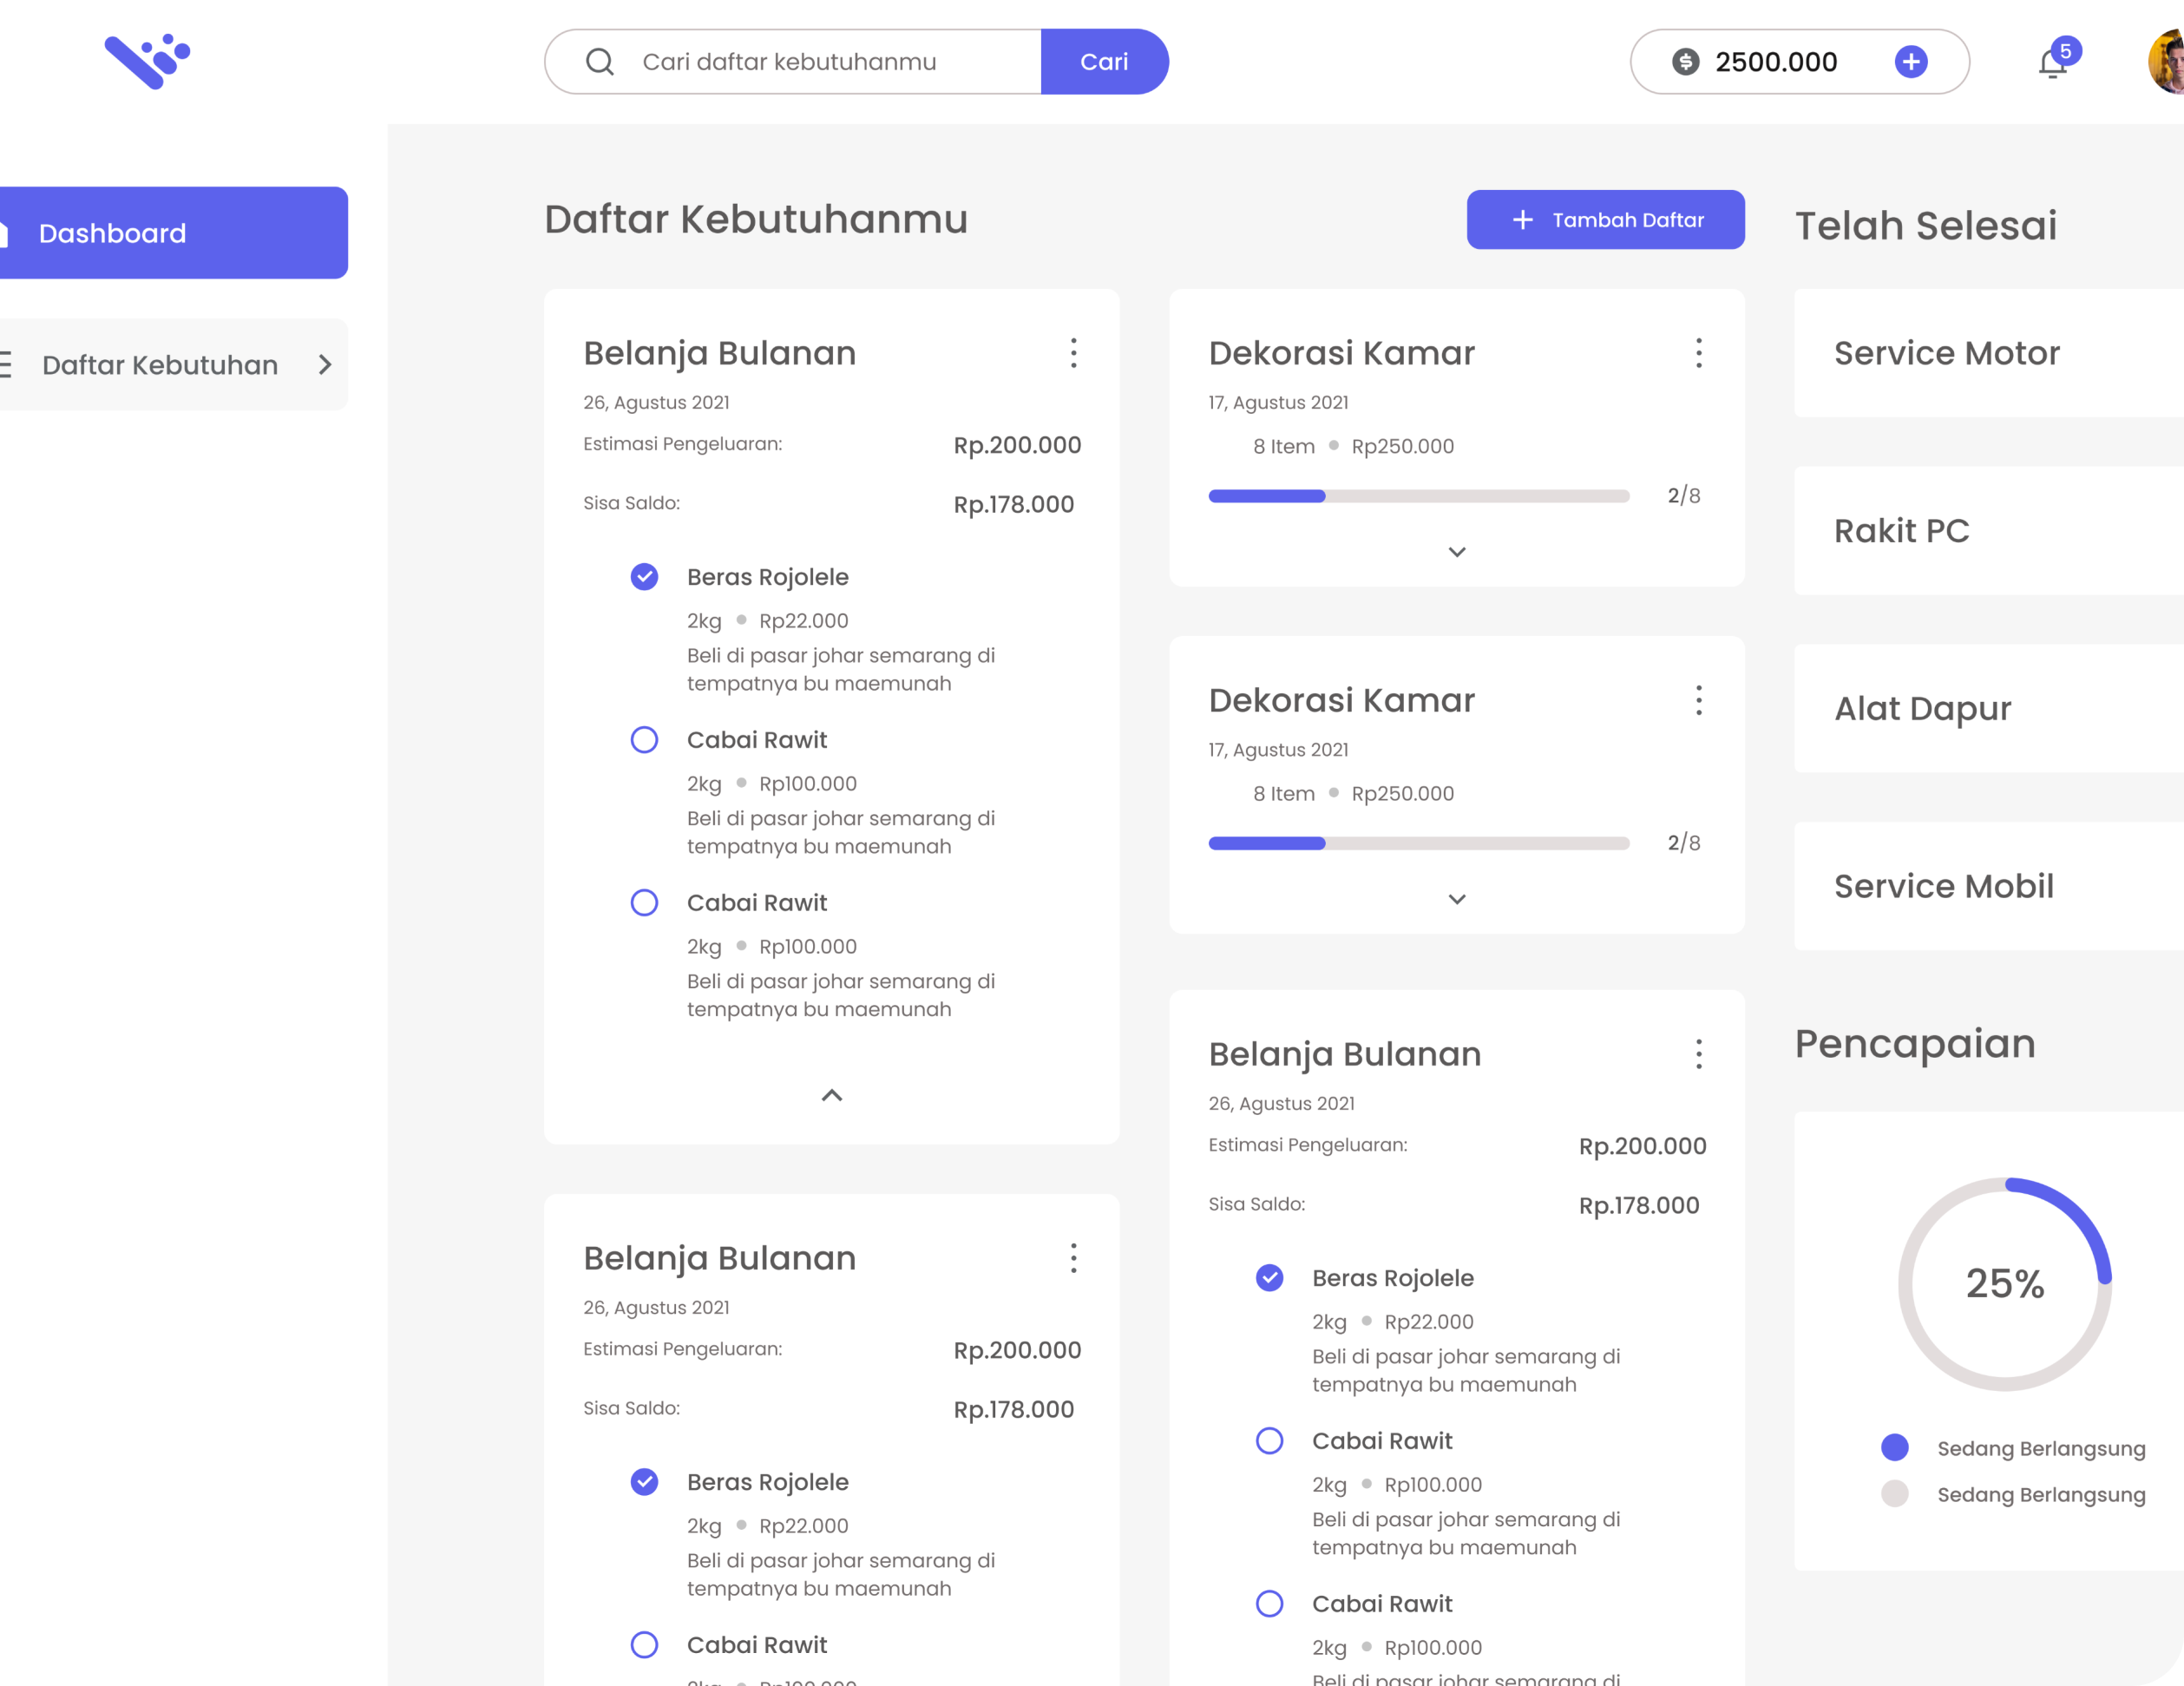 Cari daftar kebutuhanmu
Cari
2500.000
5
Dashboard
Daftar Kebutuhan
Daftar Kebutuhanmu
Tambah Daftar
Belanja Bulanan
26, Agustus 2021
Estimasi Pengeluaran:
Rp.200.000
Sisa Saldo:
Rp.178.000
Beras Rojolele
2kg
Rp22.000
Beli di pasar johar semarang di
tempatnya bu maemunah
Cabai Rawit
2kg
Rp100.000
Beli di pasar johar semarang di
tempatnya bu maemunah
Cabai Rawit
2kg
Rp100.000
Beli di pasar johar semarang di
tempatnya bu maemunah
Belanja Bulanan
26, Agustus 2021
Estimasi Pengeluaran:
Rp.200.000
Sisa Saldo:
Rp.178.000
Beras Rojolele
2kg
Rp22.000
Beli di pasar johar semarang di
tempatnya bu maemunah
Cabai Rawit
2kg
Rp100.000
Dekorasi Kamar
17, Agustus 2021
8 Item
Rp250.000
2/8
Dekorasi Kamar
17, Agustus 2021
8 Item
Rp250.000
2/8
Belanja Bulanan
26, Agustus 2021
Estimasi Pengeluaran:
Rp.200.000
Sisa Saldo:
Rp.178.000
Beras Rojolele
2kg
Rp22.000
Beli di pasar johar semarang di
tempatnya bu maemunah
Cabai Rawit
2kg
Rp100.000
Beli di pasar johar semarang di
tempatnya bu maemunah
Cabai Rawit
2kg
Rp100.000
Beli di pasar johar semarang di
Telah Selesai
Service Motor
Rakit PC
Alat Dapur
Service Mobil
Pencapaian
25%
Sedang Berlangsung
Sedang Berlangsung